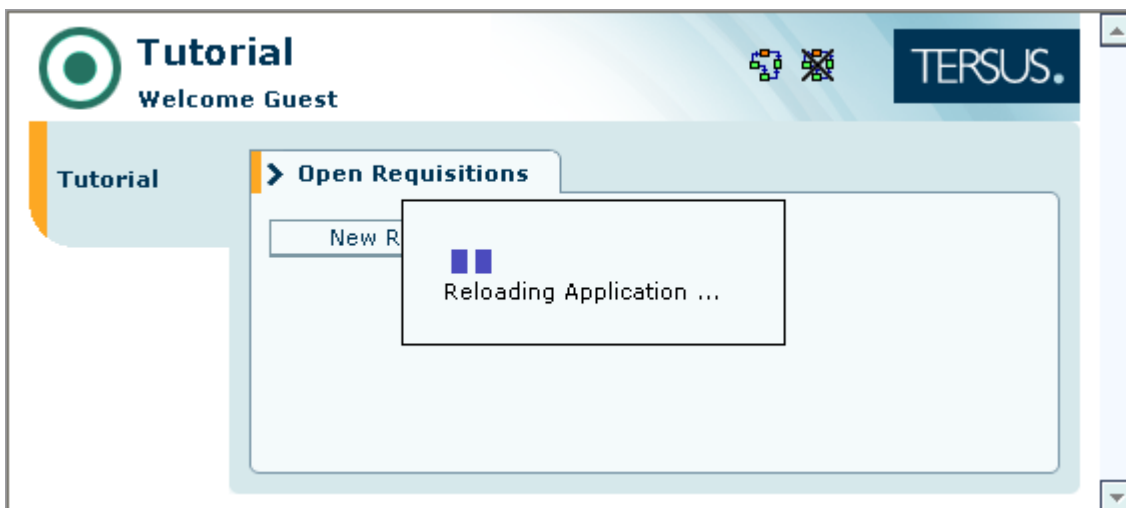 Tutorial
Welcome Guest
TERSUS.
Tutorial
Open Requisitions
New R
Reloading Application ...